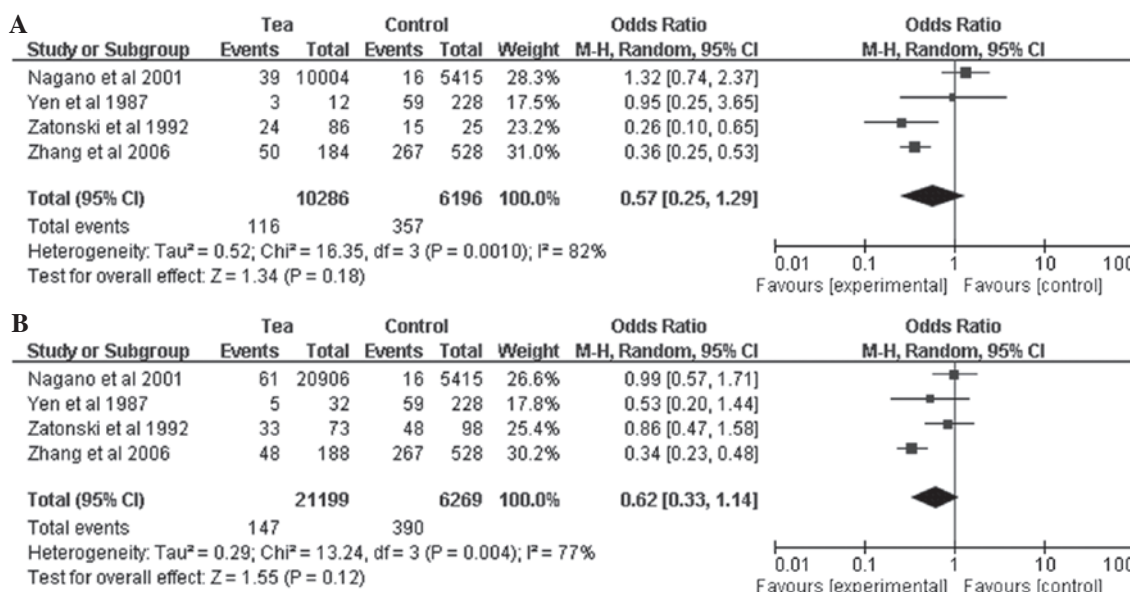 A Tea Control Odds Ratio Odds Ratio
Study or Subgroup Events Total Events Total Weight M-H, Random, 95% CI M-H, Random, 95% CI
Nagano et al 2001 39 10004 16 5415 28.3% 1.32 [0.74, 2.37]
Yen et al 1987 3 12 59 228 17.5% 0.95 [0.25, 3.65]
Zatonski et al 1992 24 86 15 25 23.2% 0.26 [0.10, 0.65]
Zhang et al 2006 50 184 267 528 31.0% 0.36 [0.25, 0.53]
Total (95% CI) 10286 6196 100.0% 0.57 [0.25, 1.29]
Total events 116 357
Heterogeneity: Tau² = 0.52; Chi² = 16.35, df = 3 (P = 0.0010); I² = 82%
Test for overall effect: Z = 1.34 (P = 0.18)
0.01 0.1 1 10 100
Favours [experimental] Favours [control]
B Tea Control Odds Ratio Odds Ratio
Study or Subgroup Events Total Events Total Weight M-H, Random, 95% CI M-H, Random, 95% CI
Nagano et al 2001 61 20906 16 5415 26.6% 0.99 [0.57, 1.71]
Yen et al 1987 5 32 59 228 17.8% 0.53 [0.20, 1.44]
Zatonski et al 1992 33 73 48 98 25.4% 0.86 [0.47, 1.58]
Zhang et al 2006 48 188 267 528 30.2% 0.34 [0.23, 0.48]
Total (95% CI) 21199 6269 100.0% 0.62 [0.33, 1.14]
Total events 147 390
Heterogeneity: Tau² = 0.29; Chi² = 13.24, df = 3 (P = 0.004); I² = 77%
Test for overall effect: Z = 1.55 (P = 0.12)
0.01 0.1 1 10 100
Favours [experimental] Favours [control]